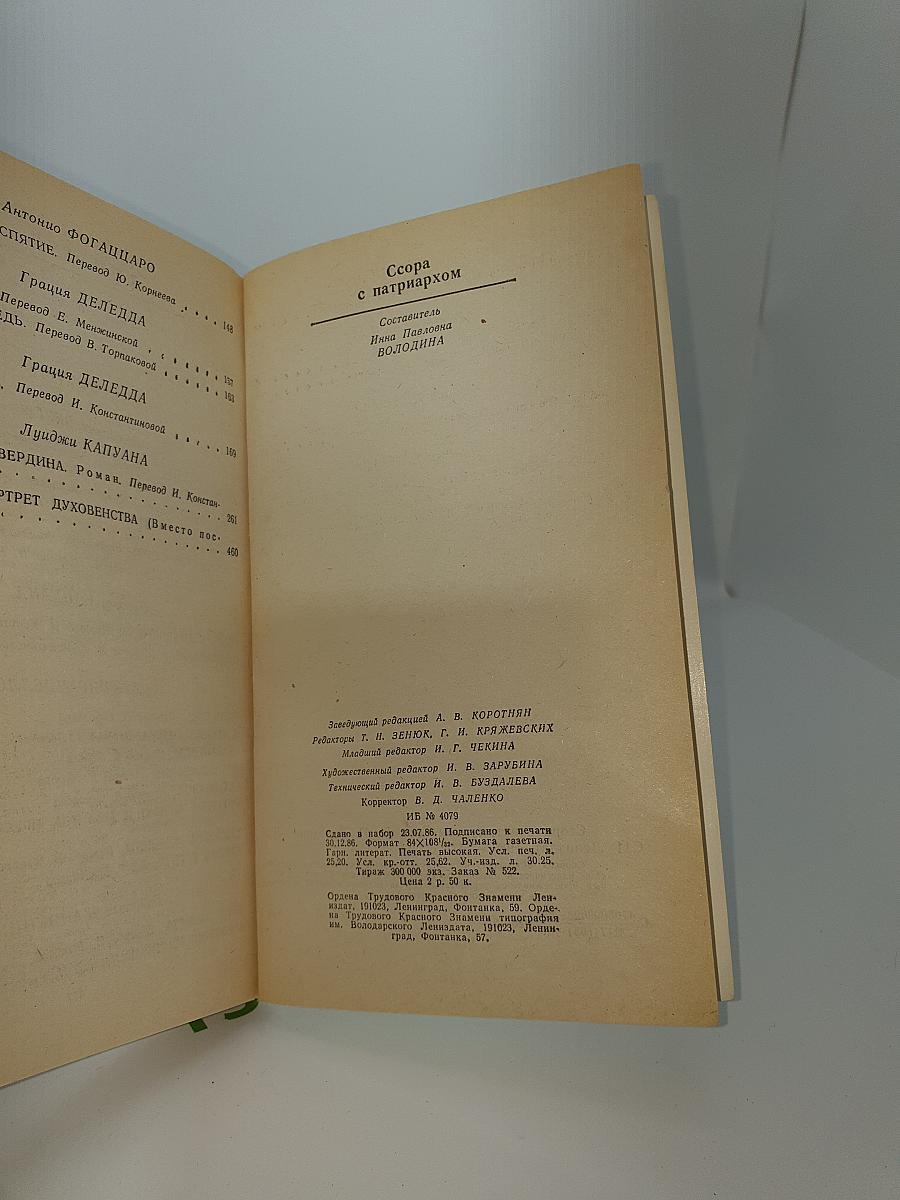 Антонио ФОГАЦЦАРО
СПЯТИЕ. Перевод Ю. Корнеева . . . . 148
Грация ДЕЛЕДДА
Перевод Е. Менжинской . . . . . . 157
ЕДЬ. Перевод В. Торпаковой . . . . . . 163
Грация ДЕЛЕДДА
. Перевод И. Константиновой . . . . 169
Луиджи КАПУАНА
ВЕРДИНА. Роман. Перевод И. Констан-
. . . . . . . . . . . . . . . . 261
РТРЕТ ДУХОВЕНСТВА (Вместо пос-
. . . . . . . . . . . . . . . . 460
Ссора
с патриархом
Составитель
Инна Павловна
ВОЛОДИНА
Заведующий редакцией А. В. КОРОТНЯН
Редакторы Т. Н. ЗЕНЮК, Г. И. КРЯЖЕВСКИХ
Младший редактор И. Г. ЧЕКИНА
Художественный редактор И. В. ЗАРУБИНА
Технический редактор И. В. БУЗДАЛЕВА
Корректор В. Д. ЧАЛЕНКО
ИБ № 4079
Сдано в набор 23.07.86. Подписано к печати
30.12.86. Формат 84×108¹/₃₂. Бумага газетная.
Гарн. литерат. Печать высокая. Усл. печ. л.
25,20. Усл. кр.-отт. 25,62. Уч.-изд. л. 30.25.
Тираж 300 000 экз. Заказ № 522.
Цена 2 р. 50 к.
Ордена Трудового Красного Знамени Лен-
издат, 191023, Ленинград, Фонтанка, 59. Орде-
на Трудового Красного Знамени типография
им. Володарского Лениздата, 191023, Ленин-
град, Фонтанка, 57.